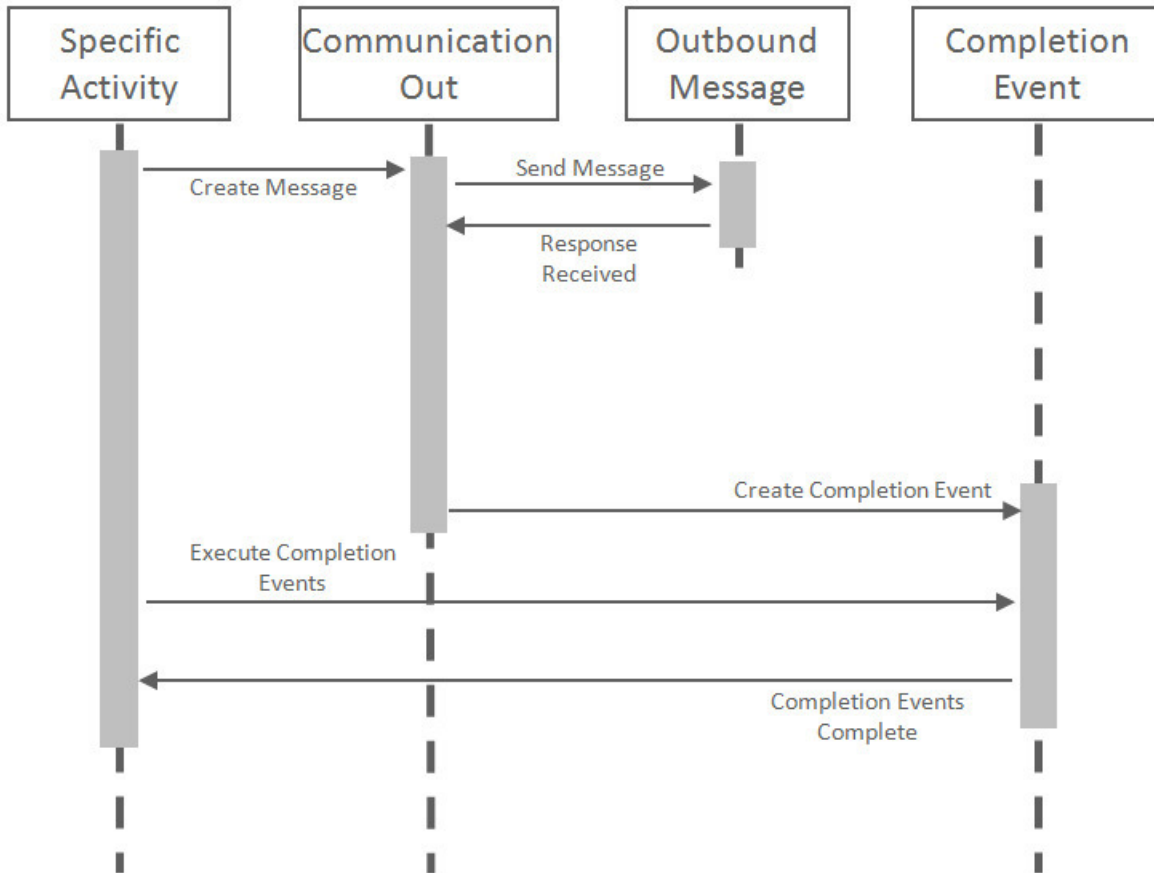 Specific
Activity
Communication
Out
Outbound
Message
Completion
Event
Create Message
Send Message
Response
Received
Create Completion Event
Execute Completion
Events
Completion Events
Complete